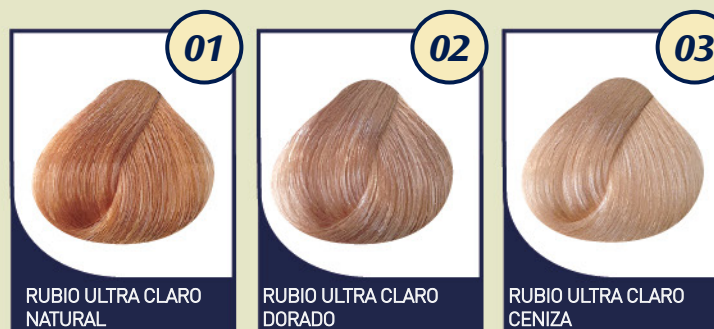 01
02
03
RUBIO ULTRA CLARO
NATURAL
RUBIO ULTRA CLARO
DORADO
RUBIO ULTRA CLARO
CENIZA